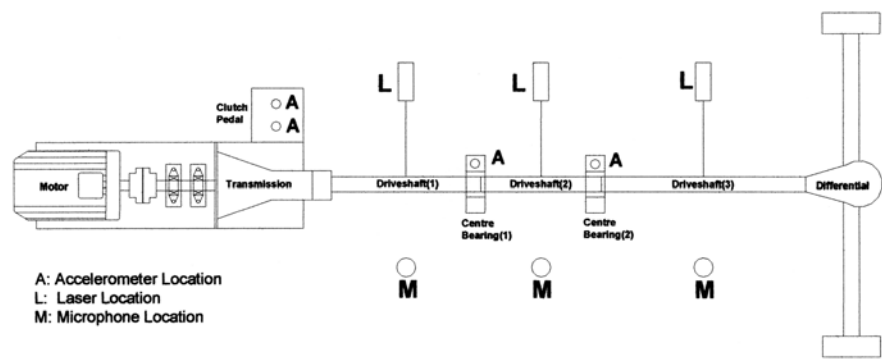 L
L
L
Clutch
Pedal
A
A
A
A
Motor
Transmission
Driveshaft(1)
Driveshaft(2)
Driveshaft(3)
Differential
Centre
Bearing(1)
Centre
Bearing(2)
M
M
M
A: Accelerometer Location
L: Laser Location
M: Microphone Location